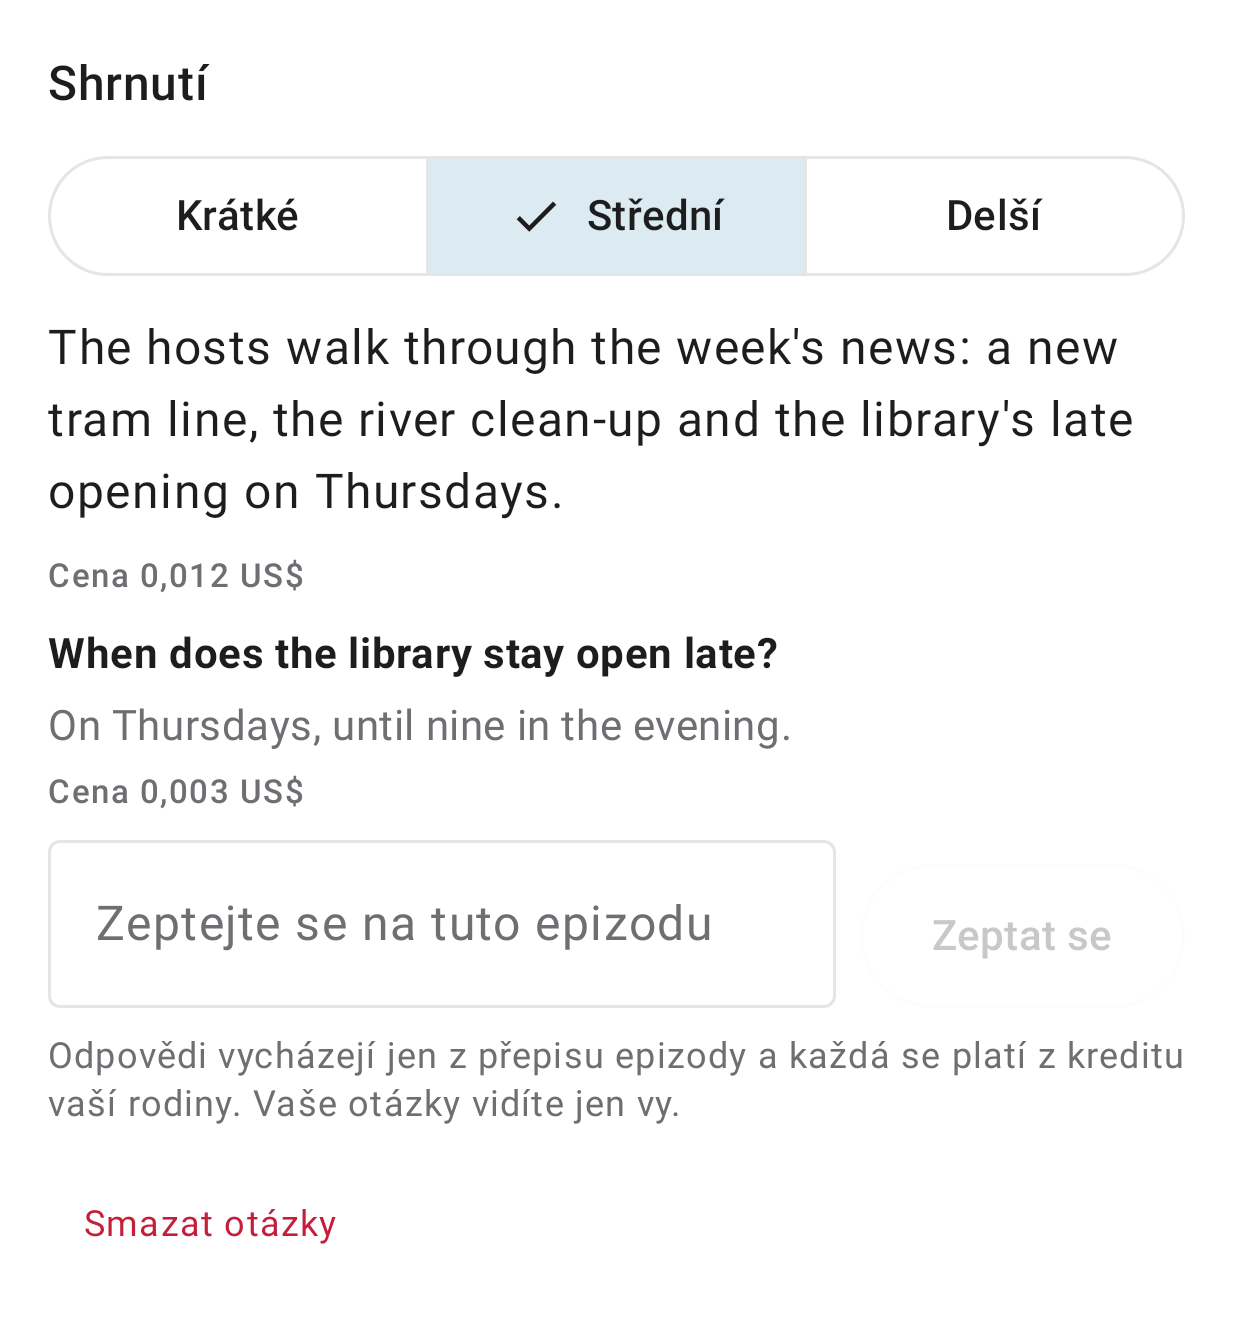 Shrnutí
Krátké
Střední
Delší
The hosts walk through the week's news: a new
tram line, the river clean-up and the library's late
opening on Thursdays.
Cena 0,012 US$
When does the library stay open late?
On Thursdays, until nine in the evening.
Cena 0,003 US$
Zeptejte se na tuto epizodu
Zeptat se
Odpovědi vycházejí jen z přepisu epizody a každá se platí z kreditu
vaší rodiny. Vaše otázky vidíte jen vy.
Smazat otázky